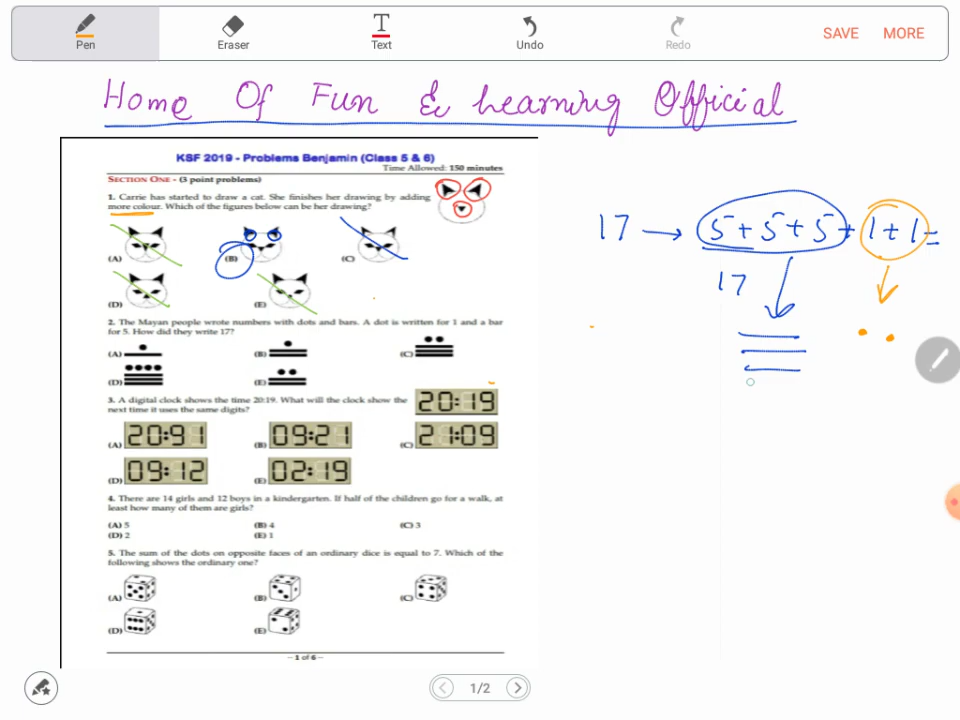 Pen
Eraser
T
Text
Undo
Redo
SAVE
MORE
Home Of Fun & Learning Official
KSF 2019 - Problems Benjamin (Class 5 & 6)
Time Allowed: 150 minutes
SECTION ONE - (3 point problems)
1. Carrie has started to draw a cat. She finishes her drawing by adding
more colour. Which of the figures below can be her drawing?
(A)
(B)
(C)
(D)
(E)
2. The Mayan people wrote numbers with dots and bars. A dot is written for 1 and a bar
for 5. How did they write 17?
(A)
(B)
(C)
(D)
(E)
3. A digital clock shows the time 20:19. What will the clock show the
next time it uses the same digits?
20:19
(A) 20:91
(B) 09:21
(C) 21:09
(D) 09:12
(E) 02:19
4. There are 14 girls and 12 boys in a kindergarten. If half of the children go for a walk, at
least how many of them are girls?
(A) 5
(B) 4
(C) 3
(D) 2
(E) 1
5. The sum of the dots on opposite faces of an ordinary dice is equal to 7. Which of the
following shows the ordinary one?
(A)
(B)
(C)
(D)
(E)
-- 1 of 6 --
17 → 5+5+5+1+1=
17
1/2